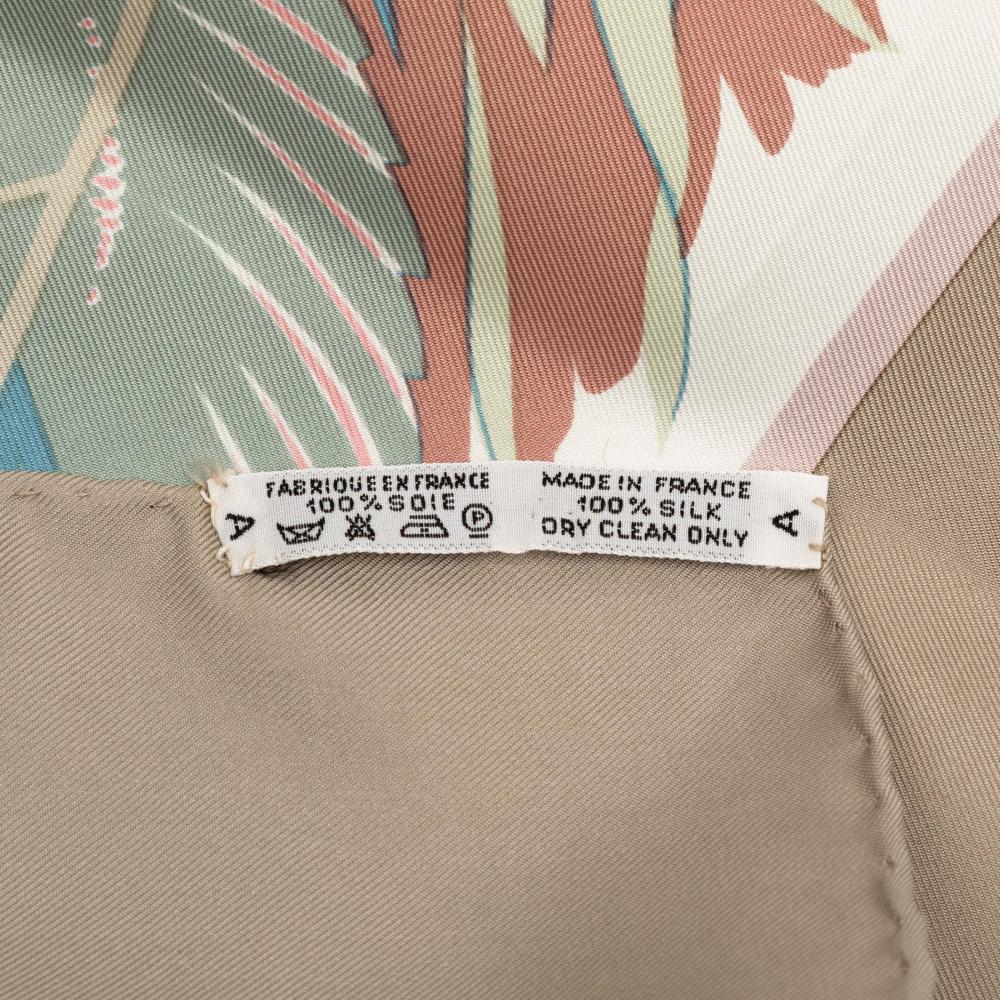 FABRIQUE EN FRANCE
100% SOIE
P
A
MADE IN FRANCE
100% SILK
DRY CLEAN ONLY
A